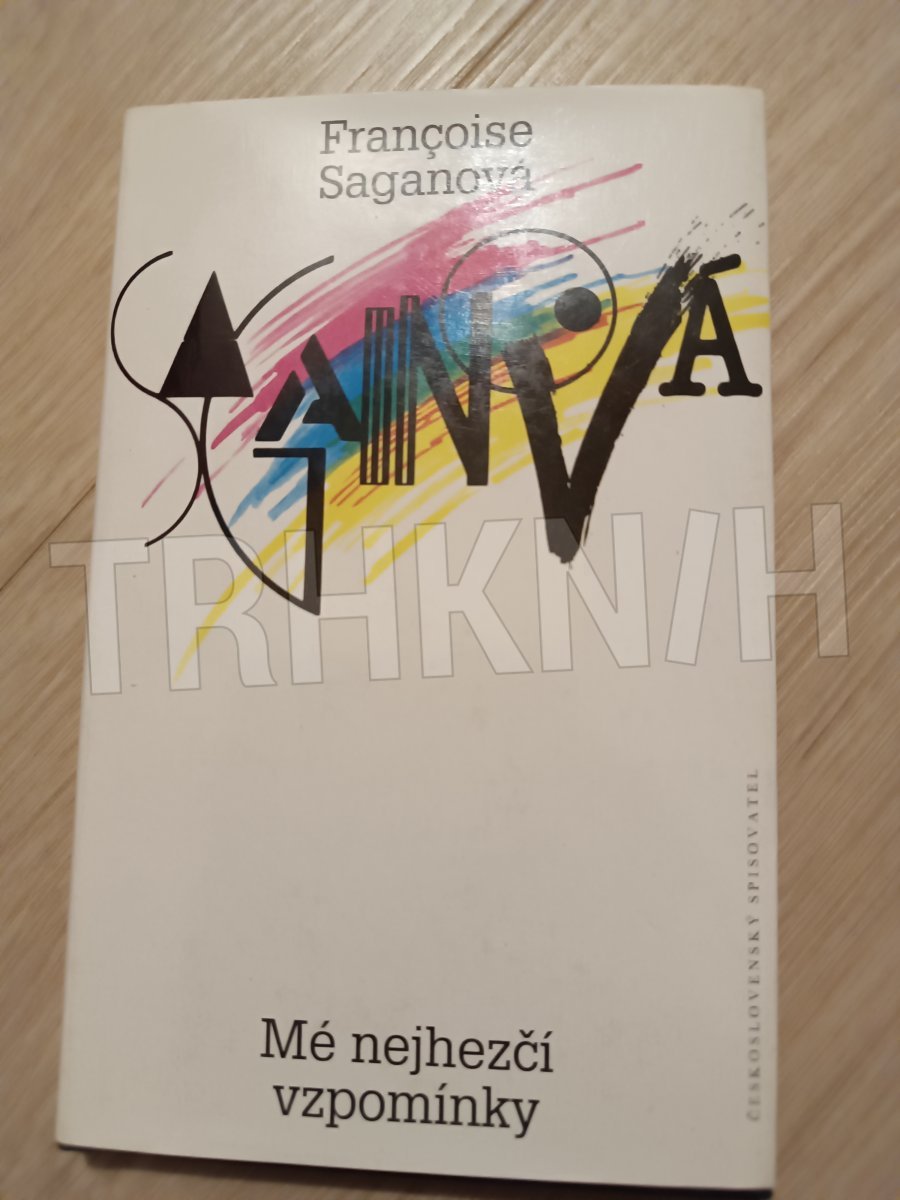 Françoise
Saganová
SAGANOVÁ
TRHKNIH
ČESKOSLOVENSKÝ SPISOVATEL
Mé nejhezčí
vzpomínky